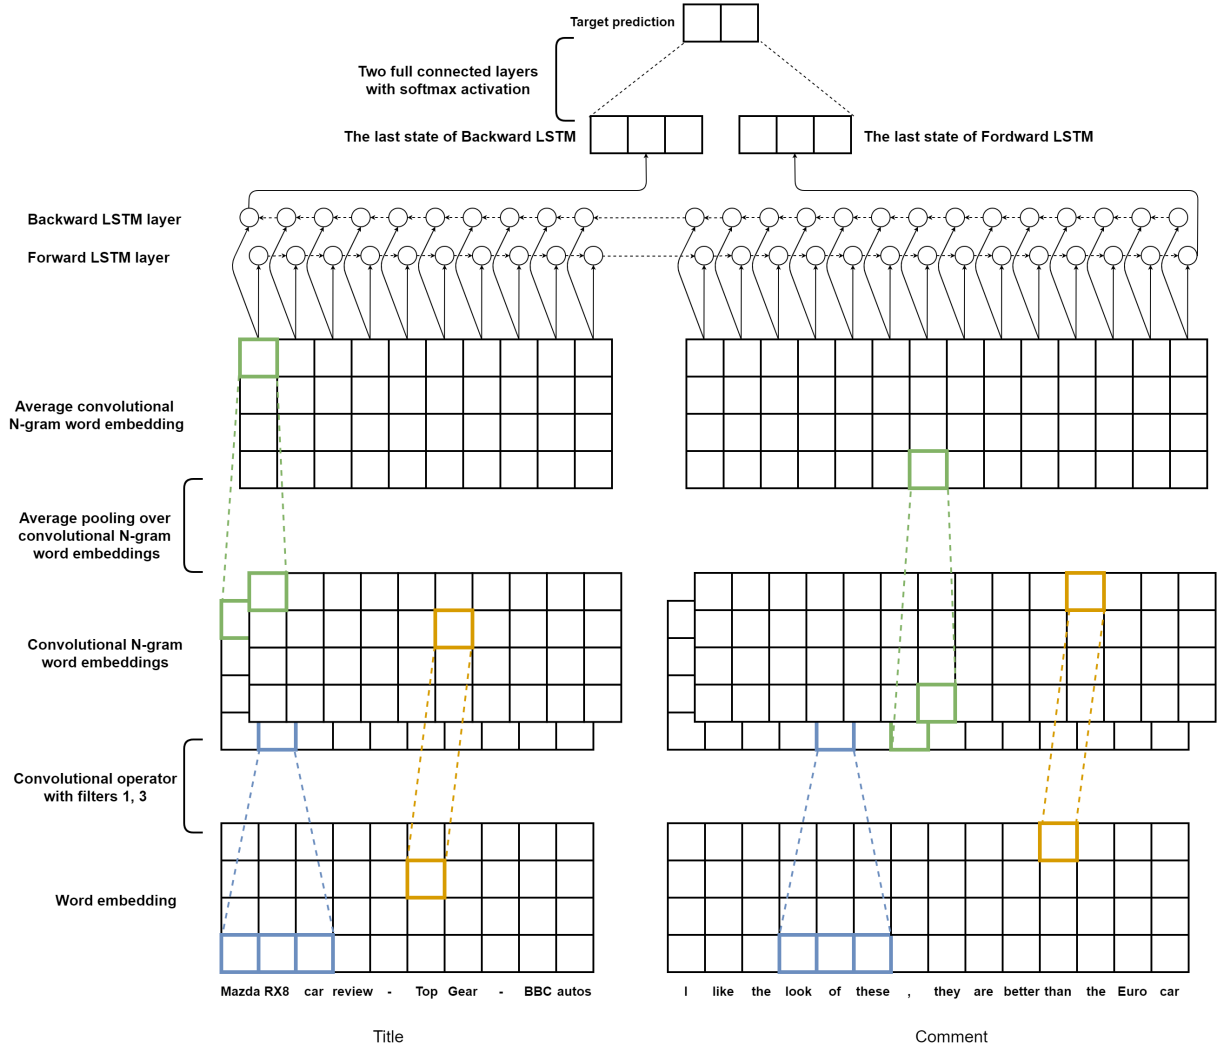 Target prediction
Two full connected layers
with softmax activation
The last state of Backward LSTM
The last state of Fordward LSTM
Backward LSTM layer
Forward LSTM layer
Average convolutional
N-gram word embedding
Average pooling over
convolutional N-gram
word embeddings
Convolutional N-gram
word embeddings
Convolutional operator
with filters 1, 3
Word embedding
Mazda RX8 car review - Top Gear - BBC autos
I like the look of these , they are better than the Euro car
Title
Comment